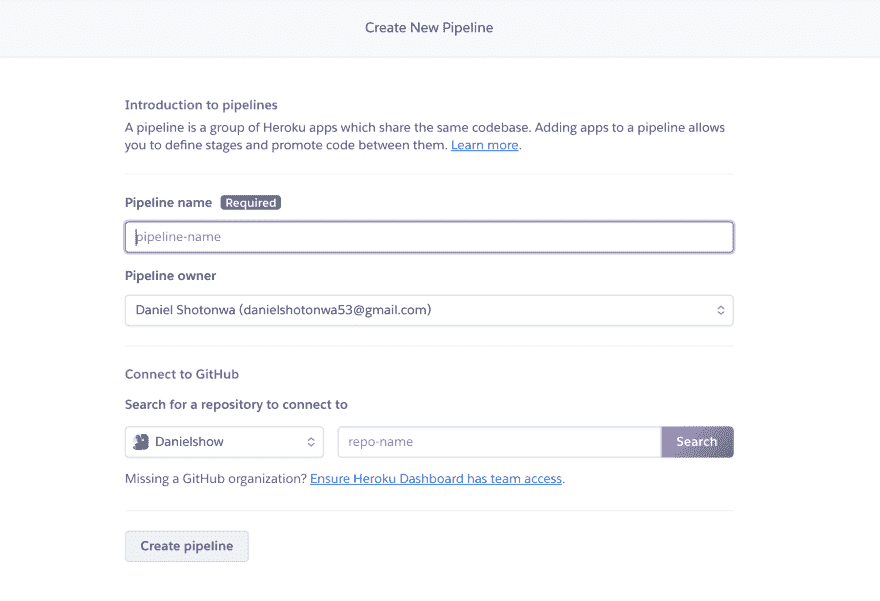 Create New Pipeline
Introduction to pipelines
A pipeline is a group of Heroku apps which share the same codebase. Adding apps to a pipeline allows
you to define stages and promote code between them. Learn more.
Pipeline name Required
pipeline-name
Pipeline owner
Daniel Shotonwa (danielshotonwa53@gmail.com)
Connect to GitHub
Search for a repository to connect to
Danielshow repo-name Search
Missing a GitHub organization? Ensure Heroku Dashboard has team access.
Create pipeline